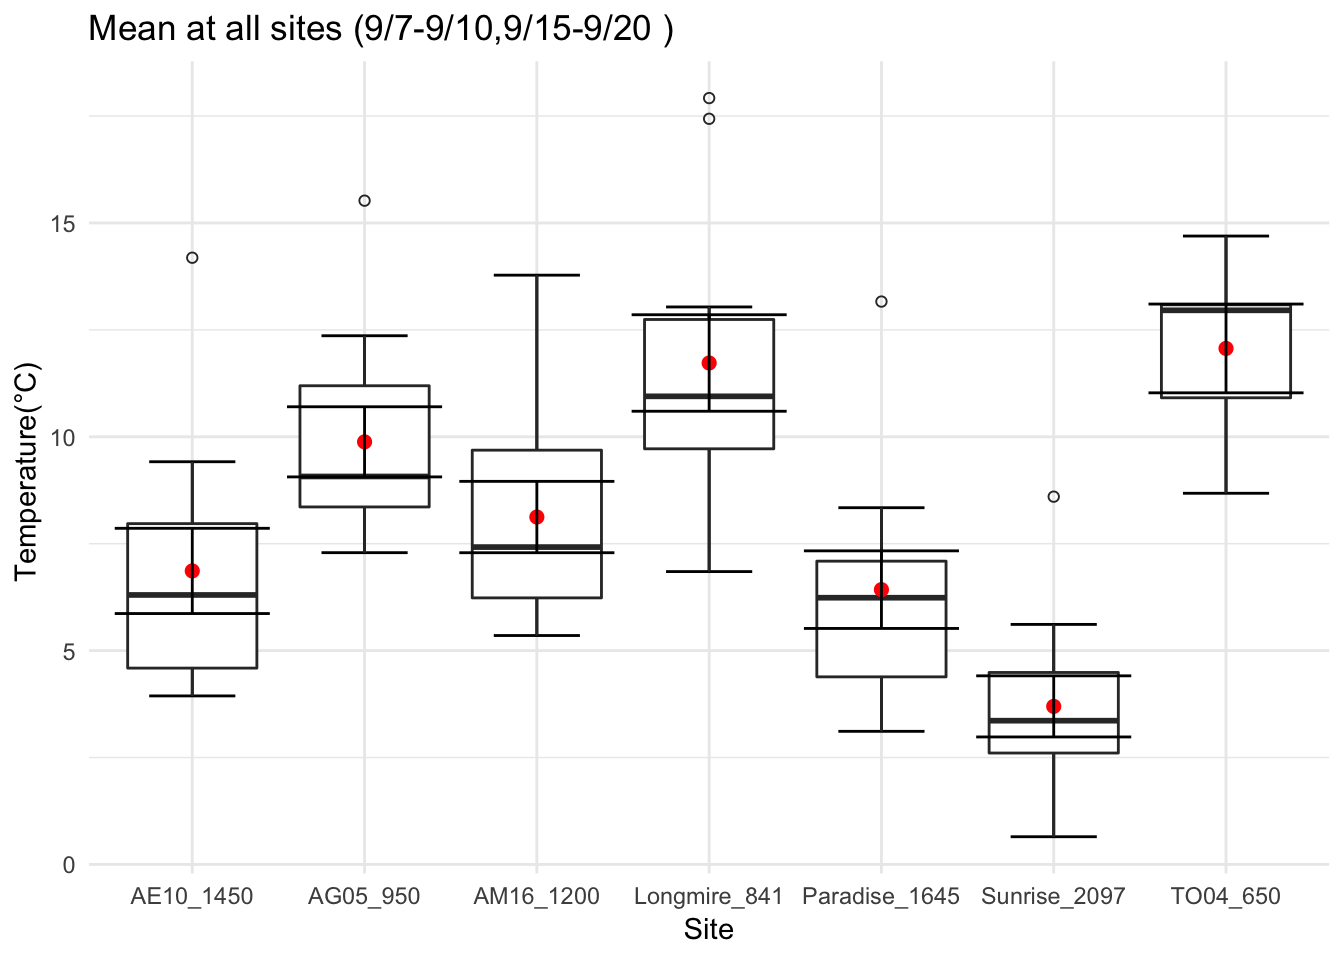 Mean at all sites (9/7-9/10,9/15-9/20 )
Temperature(°C)
15
10
5
0
AE10_1450 AG05_950 AM16_1200 Longmire_841 Paradise_1645 Sunrise_2097 TO04_650
Site